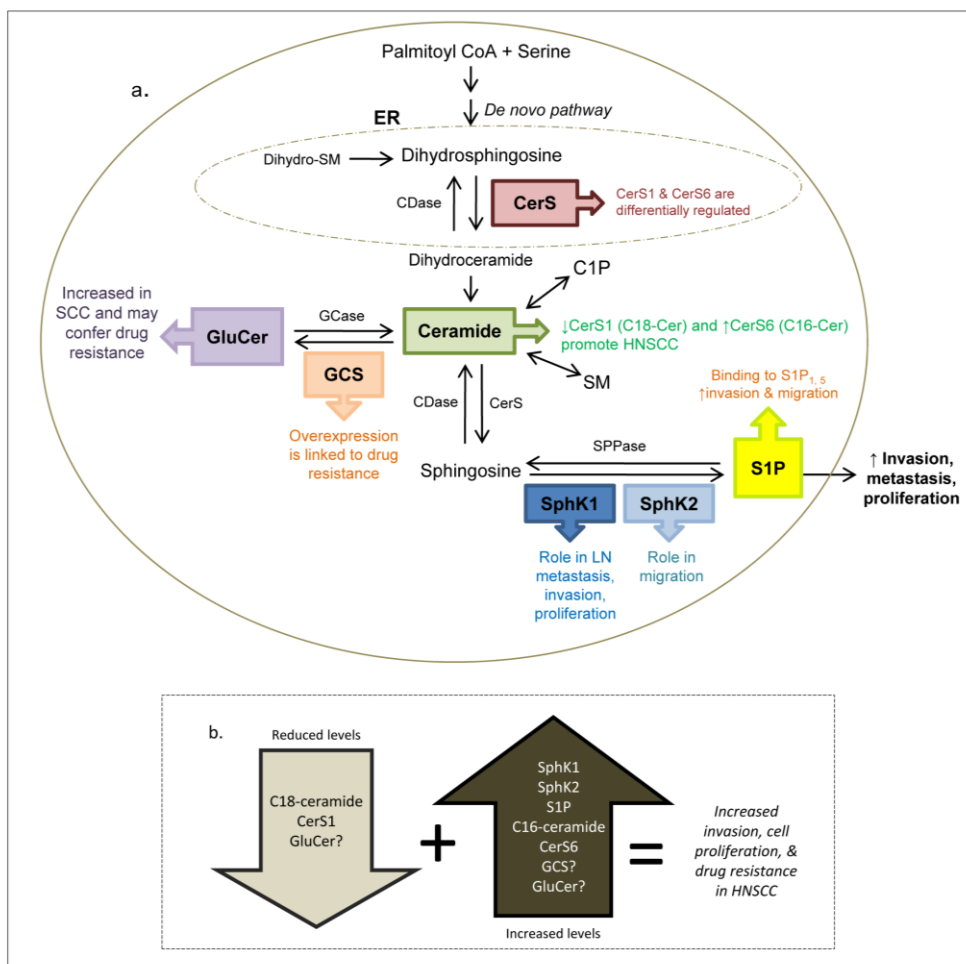 a.
Palmitoyl CoA + Serine
De novo pathway
ER
Dihydro-SM
Dihydrosphingosine
CDase
CerS
CerS1 & CerS6 are
differentially regulated
Dihydroceramide
C1P
Increased in
SCC and may
confer drug
resistance
GluCer
GCase
Ceramide
↓CerS1 (C18-Cer) and ↑CerS6 (C16-Cer)
promote HNSCC
GCS
SM
Binding to S1P1, 5
↑invasion & migration
CDase
CerS
Overexpression
is linked to drug
resistance
Sphingosine
SPPase
S1P
↑ Invasion,
metastasis,
proliferation
SphK1
SphK2
Role in LN
metastasis,
invasion,
proliferation
Role in
migration
b.
Reduced levels
C18-ceramide
CerS1
GluCer?
+
SphK1
SphK2
S1P
C16-ceramide
CerS6
GCS?
GluCer?
Increased levels
=
Increased
invasion, cell
proliferation, &
drug resistance
in HNSCC